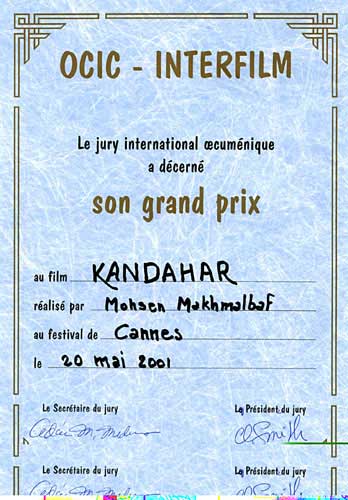 OCIC - INTERFILM
Le jury international œcuménique
a décerné
son grand prix
au film KANDAHAR
réalisé par Mohsen Makhmalbaf
au festival de Cannes
le 20 mai 2001
Le Secrétaire du jury Le Président du jury
Le Secrétaire du jury Le Président du jury